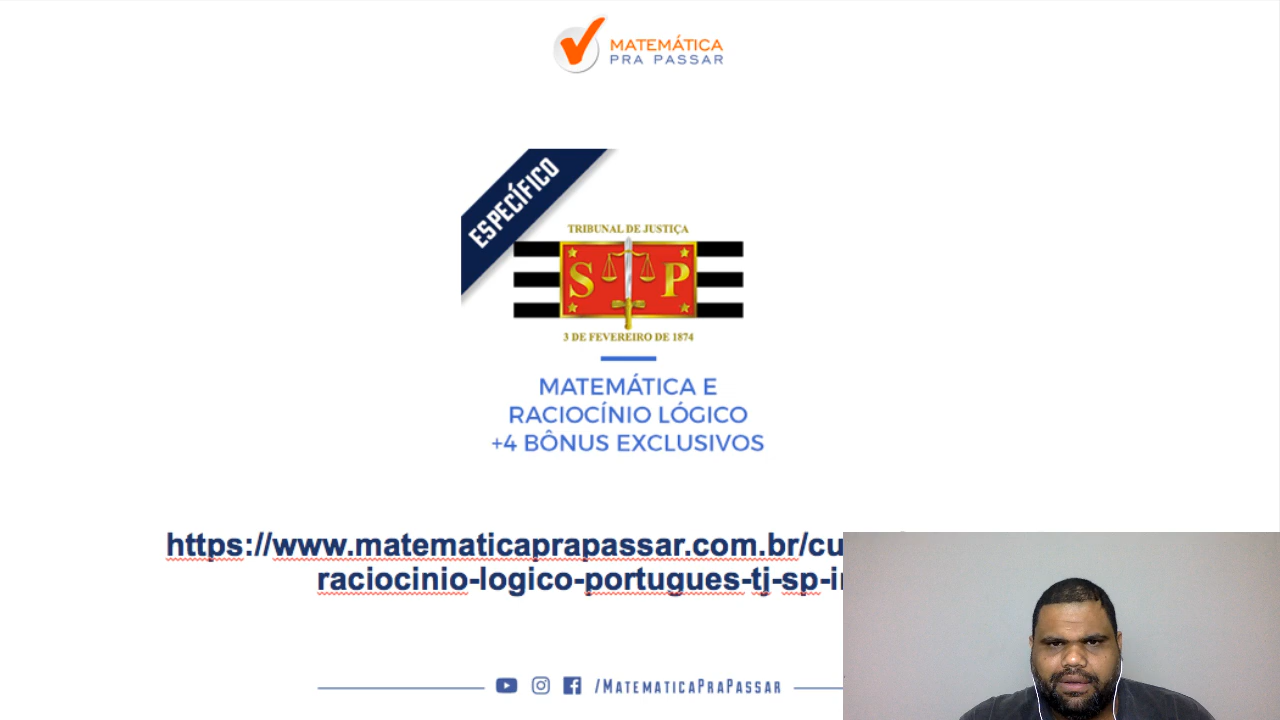 MATEMÁTICA
PRA PASSAR
ESPECÍFICO
TRIBUNAL DE JUSTIÇA
S P
3 DE FEVEREIRO DE 1874
MATEMÁTICA E
RACIOCÍNIO LÓGICO
+4 BÔNUS EXCLUSIVOS
https://www.matematicaprapassar.com.br/cu
raciocinio-logico-portugues-tj-sp-i
/MATEMATICAPRAPASSAR